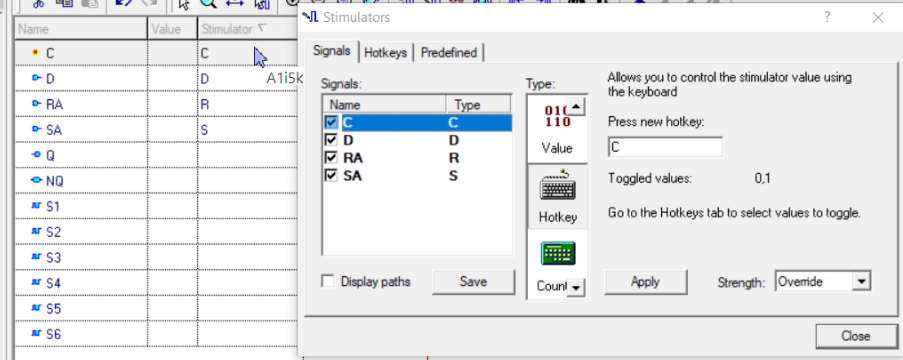 Stimulators
Name Value Stimulator
C C
A1i5k
D D
RA R
SA S
Q
NQ
S1
S2
S3
S4
S5
S6
Signals Hotkeys Predefined
Signals:
Name Type
C C
D D
RA R
SA S
Display paths Save
Type:
110
Value
Hotkey
Count
Allows you to control the stimulator value using
the keyboard
Press new hotkey:
C
Toggled values: 0,1
Go to the Hotkeys tab to select values to toggle.
Apply Strength: Override
Close